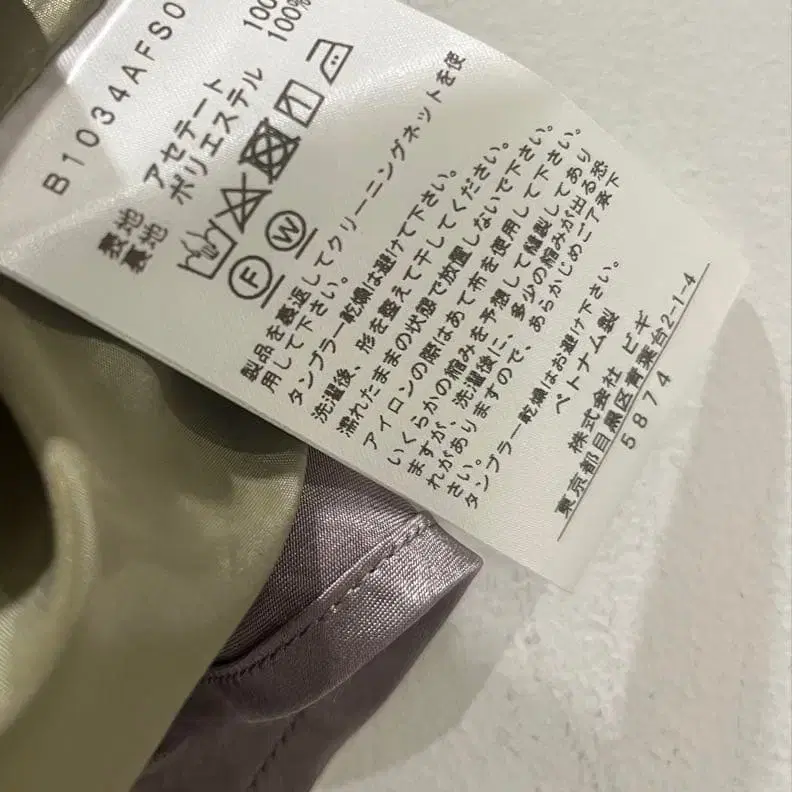 B1034AFS0
表地 アセテート 100
裏地 ポリエステル 100%
F W
製品を裏返してクリーニングネットを使
用して下さい。
タンブラー乾燥は避けて下さい。
洗濯後、形を整えて干してください。
濡れたままの状態で放置しないで下さい。
アイロンの際はあて布を使用して下さい。
いくらかの縮みを予想して縫製してあり
ますが、洗濯後に、多少の縮みが出る恐
れがありますので、あらかじめご了承下
さい。
タンブラー乾燥はお避け下さい。
ベトナム製
株式会社 ビギ
東京都目黒区青葉台2-1-4
5874